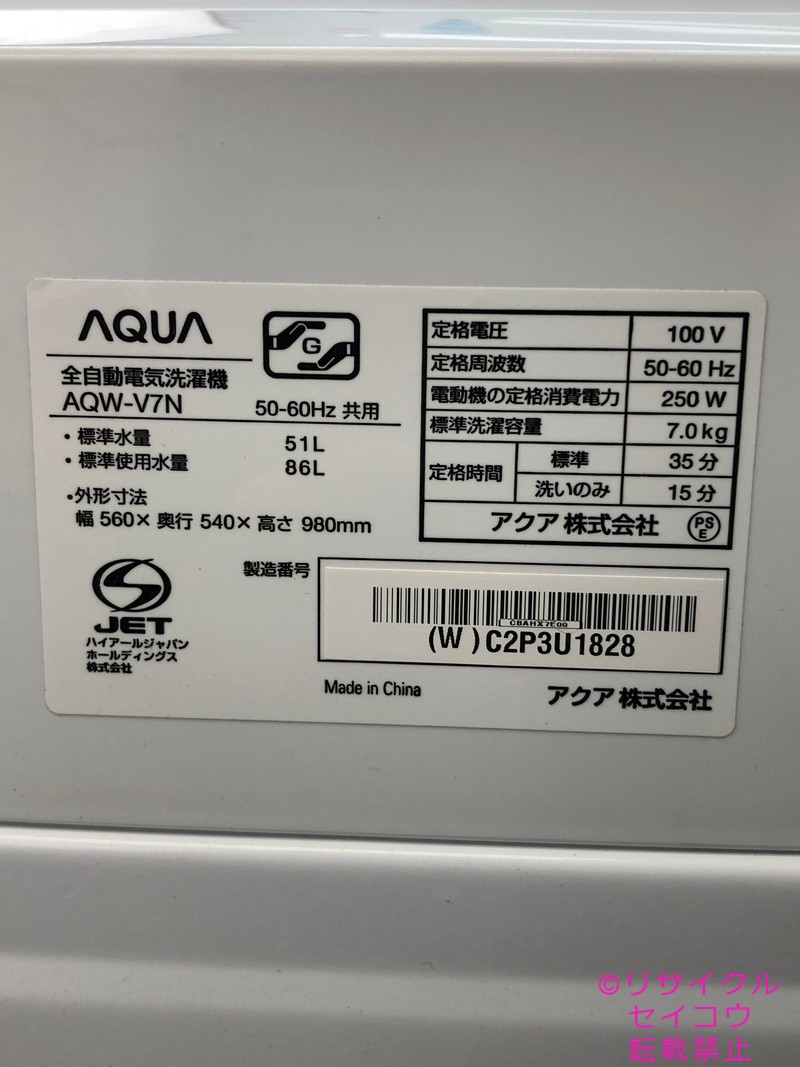 AQUA
G
全自動電気洗濯機
AQW-V7N
50-60Hz 共用
・標準水量 51L
・標準使用水量 86L
・外形寸法
幅 560× 奥行 540× 高さ 980mm
定格電圧 100 V
定格周波数 50-60 Hz
電動機の定格消費電力 250 W
標準洗濯容量 7.0kg
定格時間 標準 35 分
洗いのみ 15 分
アクア 株式会社
PS
E
JET
ハイアールジャパン
ホールディングス
株式会社
製造番号
CBAHX7E00
(W )C2P3U1828
Made in China
アクア 株式会社
©リサイクル
セイコウ
転載禁止